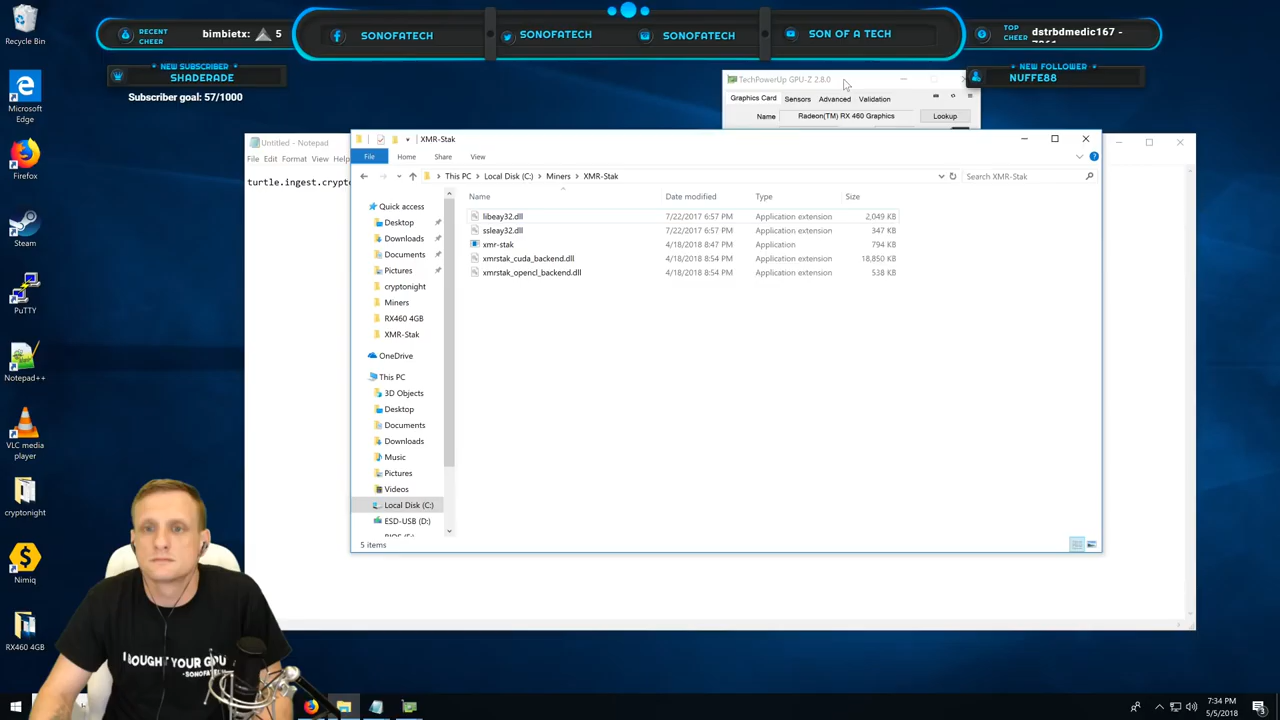 RECENT
CHEER
bimbietx:
5
SONOFATECH
SONOFATECH
SONOFATECH
SON OF A TECH
TOP
CHEER
dstrbdmedic167 -
NEW SUBSCRIBER
SHADERADE
Subscriber goal: 57/1000
NEW FOLLOWER
NUFFE88
Recycle Bin
Microsoft
Edge
Firefox
Steam
PuTTY
Notepad++
VLC media
player
cryptonight
Nimiq
RX460 4GB
TechPowerUp GPU-Z 2.8.0
Graphics Card
Sensors
Advanced
Validation
Name
Radeon(TM) RX 460 Graphics
Lookup
Untitled - Notepad
File Edit Format View Help
turtle.ingest.crypto
XMR-Stak
File
Home
Share
View
This PC
Local Disk (C:)
Miners
XMR-Stak
Search XMR-Stak
Name
Date modified
Type
Size
libeay32.dll
7/22/2017 6:57 PM
Application extension
2,049 KB
ssleay32.dll
7/22/2017 6:57 PM
Application extension
347 KB
xmr-stak
4/18/2018 8:47 PM
Application
794 KB
xmrstak_cuda_backend.dll
4/18/2018 8:54 PM
Application extension
18,850 KB
xmrstak_opencl_backend.dll
4/18/2018 8:54 PM
Application extension
538 KB
Quick access
Desktop
Downloads
Documents
Pictures
cryptonight
Miners
RX460 4GB
XMR-Stak
OneDrive
This PC
3D Objects
Desktop
Documents
Downloads
Music
Pictures
Videos
Local Disk (C:)
ESD-USB (D:)
5 items
I BOUGHT YOUR GPU
-SONOFATECH
7:34 PM
5/5/2018